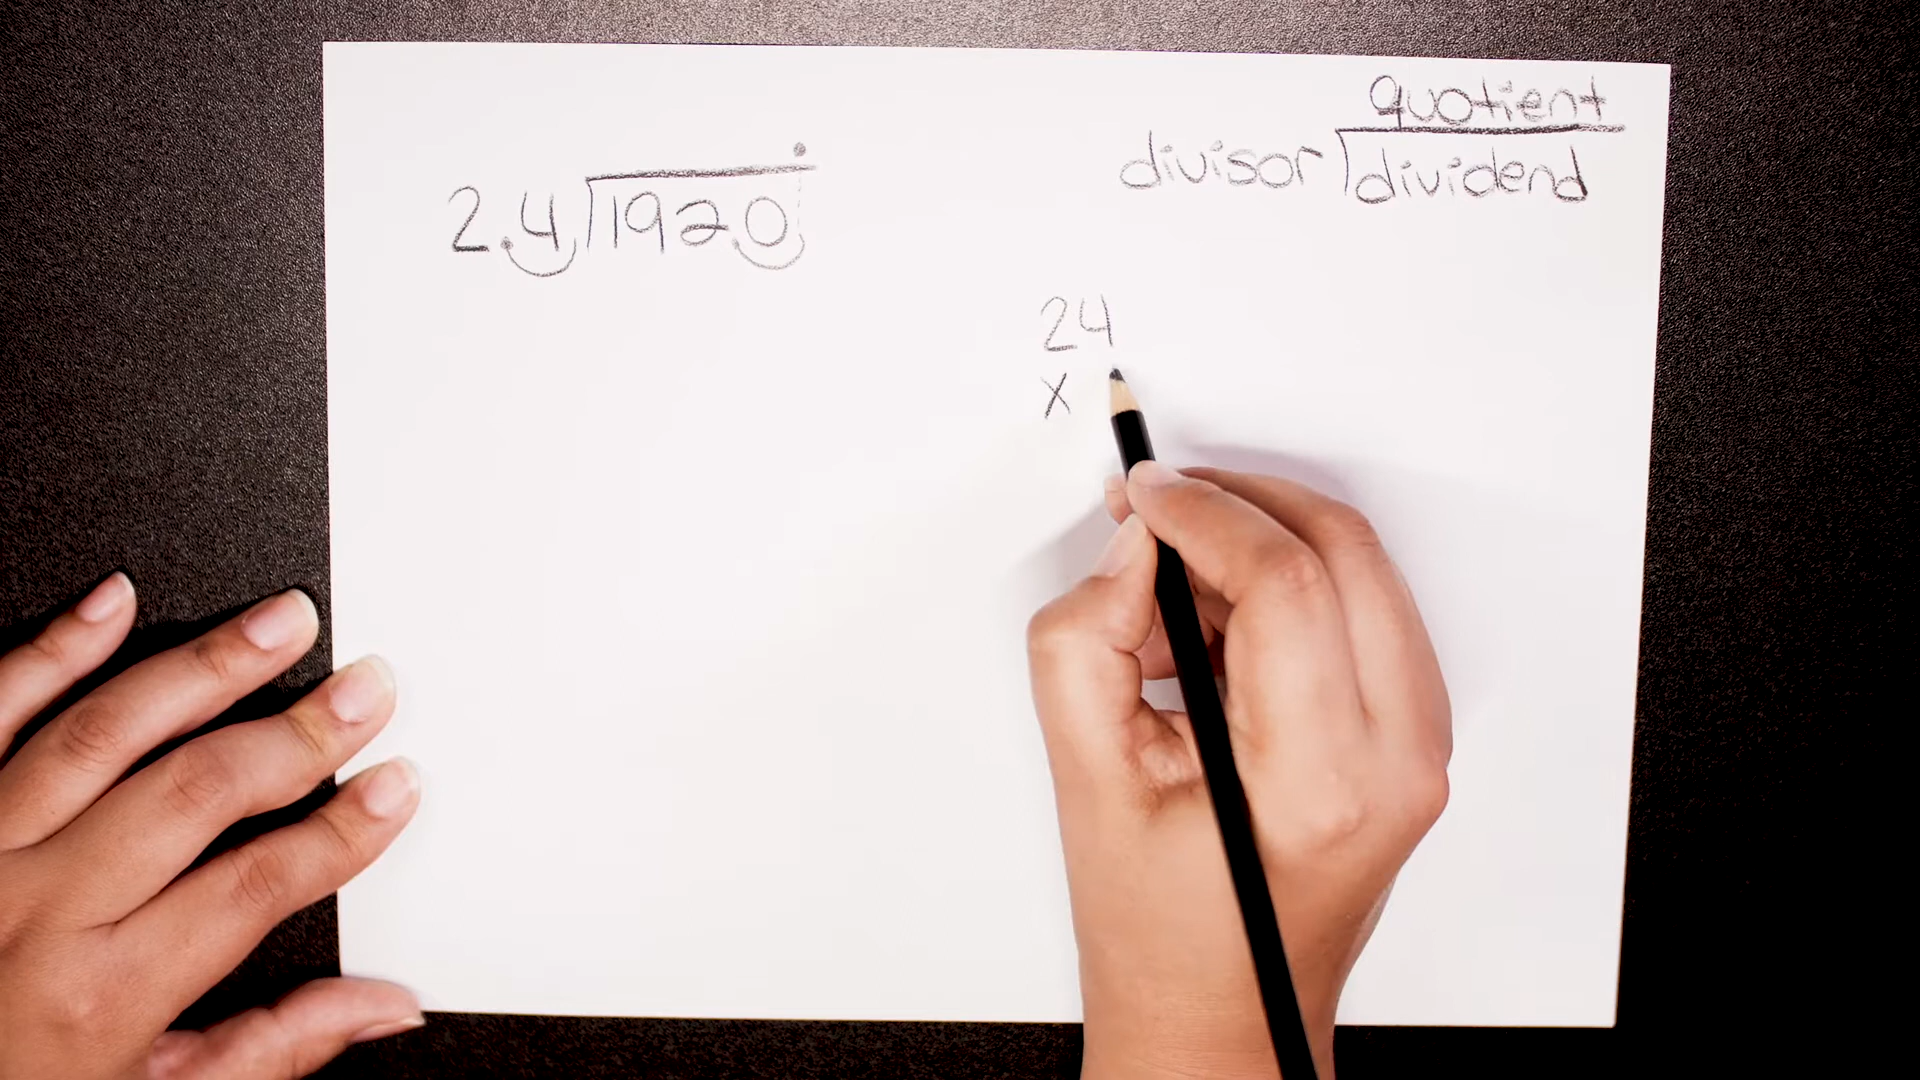 quotient
divisor dividend
2.4 1920.
24
x